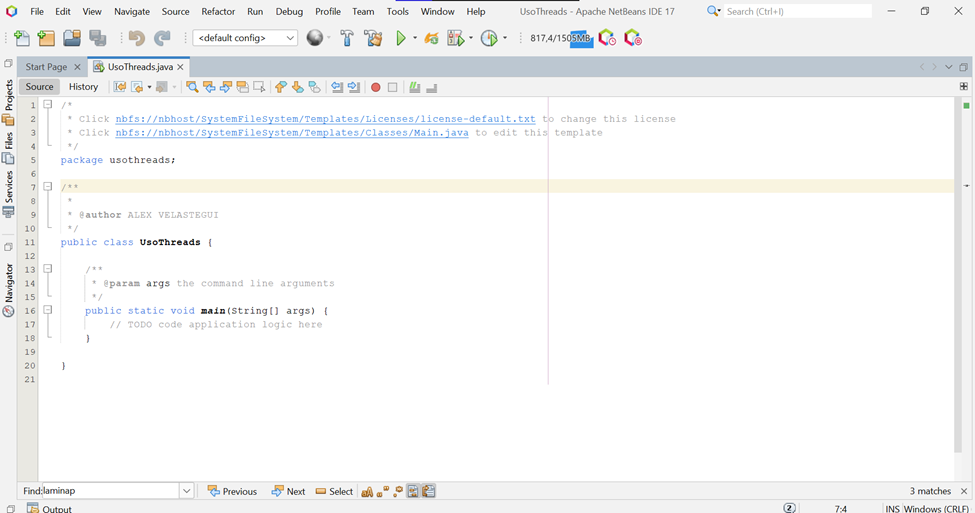 File Edit View Navigate Source Refactor Run Debug Profile Team Tools Window Help UsoThreads - Apache NetBeans IDE 17 Search (Ctrl+I)
<default config> 817,4/1505MB
Start Page UsoThreads.java
Source History
Projects
Files
Services
Navigator
1 /*
2 * Click nbfs://nbhost/SystemFileSystem/Templates/Licenses/license-default.txt to change this license
3 * Click nbfs://nbhost/SystemFileSystem/Templates/Classes/Main.java to edit this template
4 */
5 package usothreads;
6
7 /**
8 *
9 * @author ALEX VELASTEGUI
10 */
11 public class UsoThreads {
12
13 /**
14 * @param args the command line arguments
15 */
16 public static void main(String[] args) {
17 // TODO code application logic here
18 }
19
20 }
21
Find: laminap Previous Next Select 3 matches
Output 2 7:4 INS Windows (CRLF)